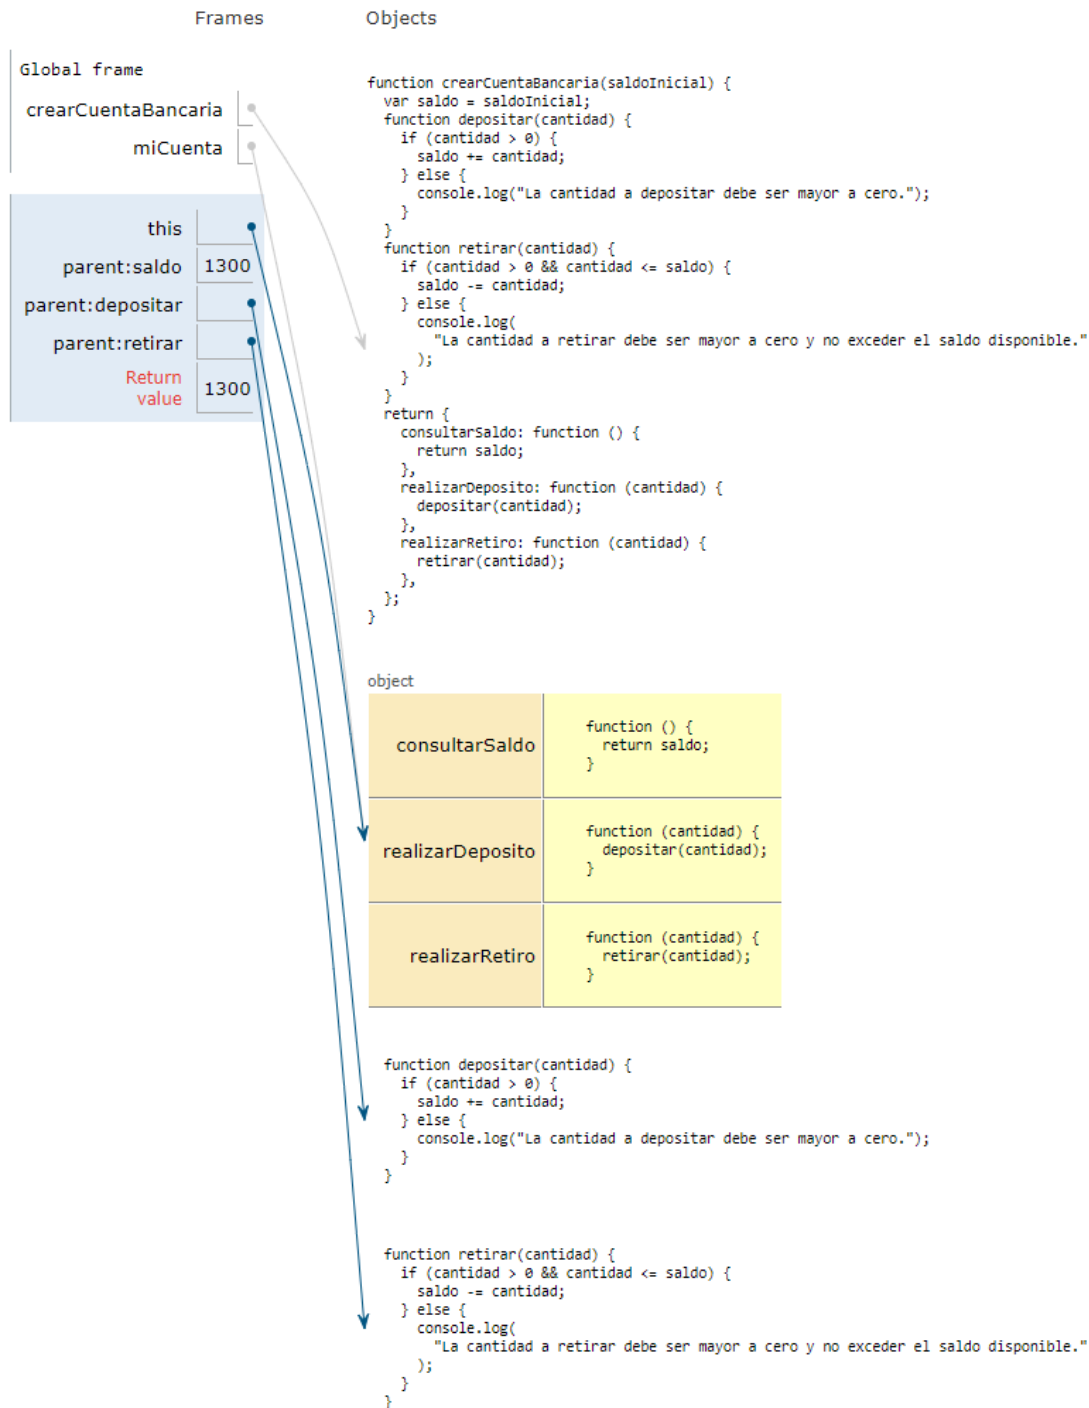 Frames Objects
Global frame
crearCuentaBancaria
miCuenta
this
parent:saldo 1300
parent:depositar
parent:retirar
Return
value 1300
function crearCuentaBancaria(saldoInicial) {
  var saldo = saldoInicial;
  function depositar(cantidad) {
    if (cantidad > 0) {
      saldo += cantidad;
    } else {
      console.log("La cantidad a depositar debe ser mayor a cero.");
    }
  }
  function retirar(cantidad) {
    if (cantidad > 0 && cantidad <= saldo) {
      saldo -= cantidad;
    } else {
      console.log(
        "La cantidad a retirar debe ser mayor a cero y no exceder el saldo disponible."
      );
    }
  }
  return {
    consultarSaldo: function () {
      return saldo;
    },
    realizarDeposito: function (cantidad) {
      depositar(cantidad);
    },
    realizarRetiro: function (cantidad) {
      retirar(cantidad);
    },
  };
}
object
consultarSaldo
function () {
  return saldo;
}
realizarDeposito
function (cantidad) {
  depositar(cantidad);
}
realizarRetiro
function (cantidad) {
  retirar(cantidad);
}
function depositar(cantidad) {
  if (cantidad > 0) {
    saldo += cantidad;
  } else {
    console.log("La cantidad a depositar debe ser mayor a cero.");
  }
}
function retirar(cantidad) {
  if (cantidad > 0 && cantidad <= saldo) {
    saldo -= cantidad;
  } else {
    console.log(
      "La cantidad a retirar debe ser mayor a cero y no exceder el saldo disponible."
    );
  }
}